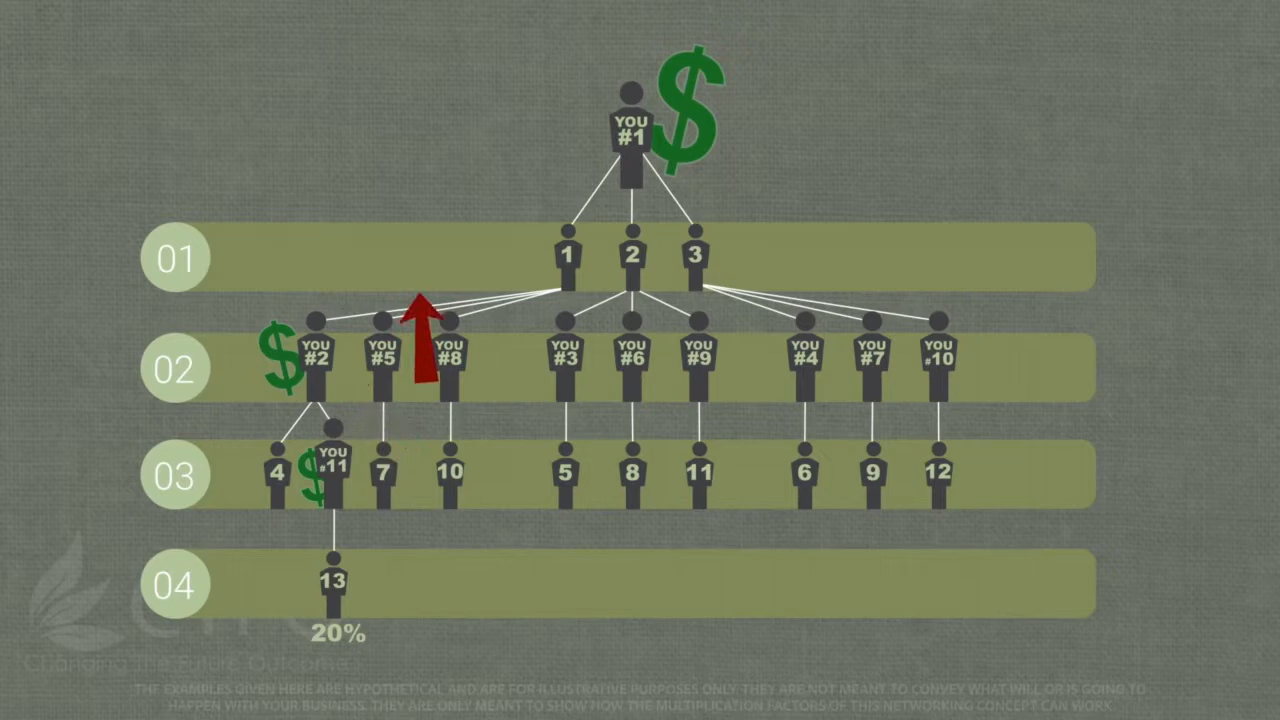 $
YOU
#1
01
1 2 3
02
$
YOU YOU YOU YOU YOU YOU YOU YOU YOU
#2 #5 #8 #3 #6 #9 #4 #7 #10
03
4
$
YOU
#11
7 10 5 8 11 6 9 12
04
13
20%
Changing The Future Outcome
THE EXAMPLES GIVEN HERE ARE HYPOTHETICAL AND ARE FOR ILLUSTRATIVE PURPOSES ONLY. THEY ARE NOT MEANT TO CONVEY WHAT WILL OR IS GOING TO
HAPPEN WITH YOUR BUSINESS. THEY ARE ONLY MEANT TO SHOW HOW THE MULTIPLICATION FACTORS OF THIS NETWORKING CONCEPT CAN WORK.